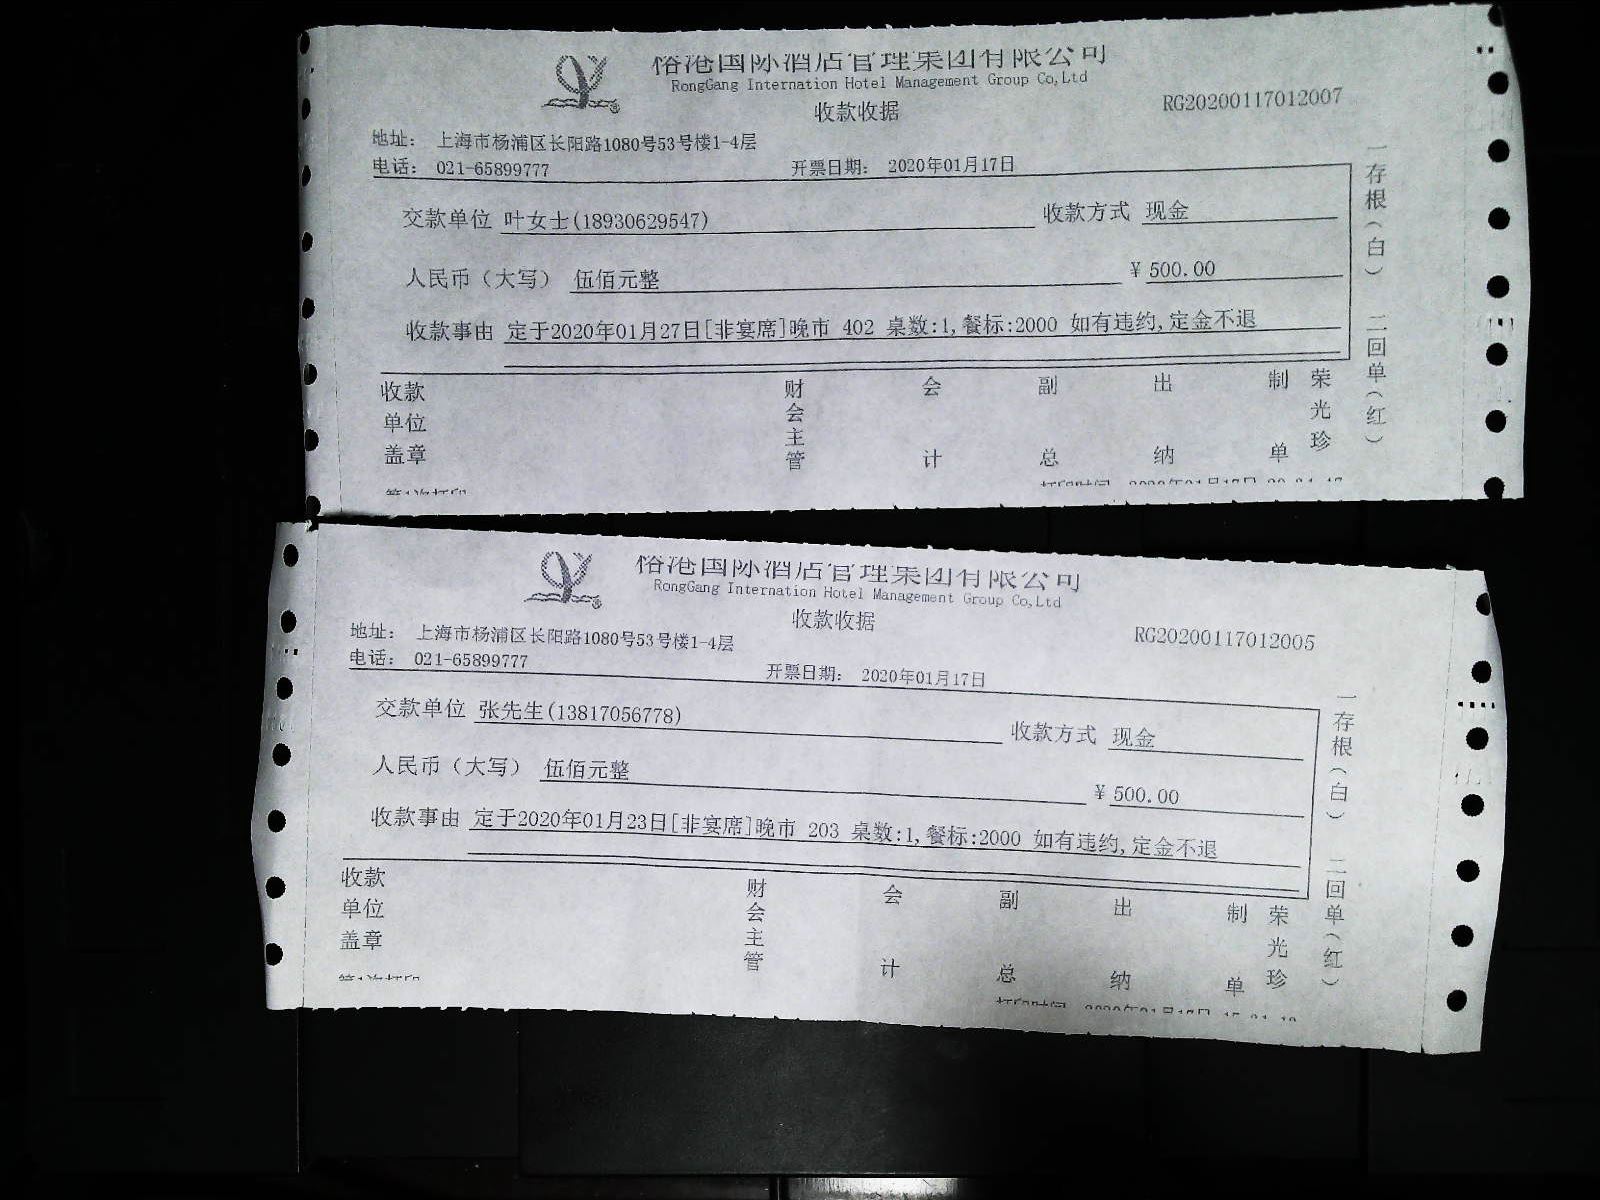 国际酒店管理集团有限公司
RongGang Internation Hotel Management Group Co,Ltd
收款收据
RG20200117012007
地址： 上海市杨浦区长阳路1080号53号楼1-4层
电话： 021-65899777 开票日期： 2020年01月17日
交款单位 叶女士(18930629547) 收款方式 现金
人民币（大写） 伍佰元整 ¥ 500.00
收款事由 定于2020年01月27日[非宴席]晚市 402 桌数:1,餐标:2000 如有违约,定金不退
一存根（白） 二回单（红）
收款单位盖章 财会主管 会计 副总 出纳 制单 荣光珍
第1次打印
国际酒店管理集团有限公司
RongGang Internation Hotel Management Group Co,Ltd
收款收据
RG20200117012005
地址： 上海市杨浦区长阳路1080号53号楼1-4层
电话： 021-65899777 开票日期： 2020年01月17日
交款单位 张先生(13817056778) 收款方式 现金
人民币（大写） 伍佰元整 ¥ 500.00
收款事由 定于2020年01月23日[非宴席]晚市 203 桌数:1,餐标:2000 如有违约,定金不退
一存根（白） 二回单（红）
收款单位盖章 财会主管 会计 副总 出纳 制单 荣光珍
第1次打印